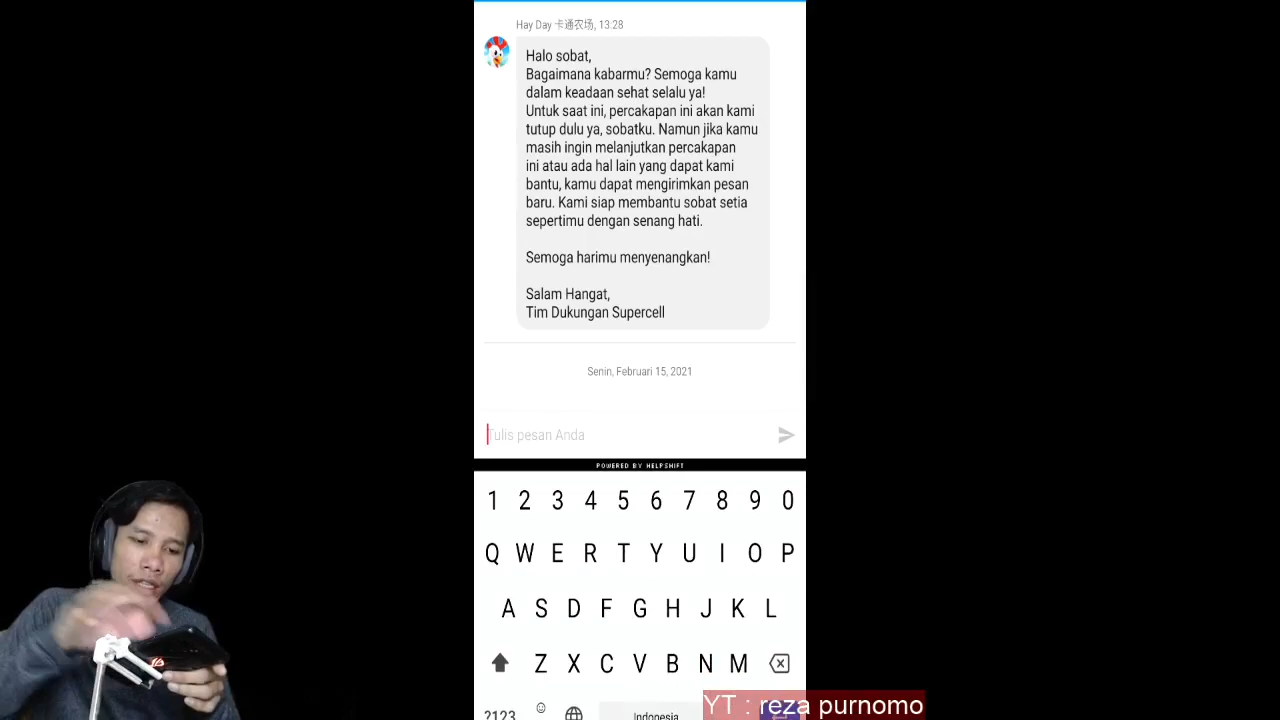 Hay Day 卡通农场, 13:28
Halo sobat,
Bagaimana kabarmu? Semoga kamu
dalam keadaan sehat selalu ya!
Untuk saat ini, percakapan ini akan kami
tutup dulu ya, sobatku. Namun jika kamu
masih ingin melanjutkan percakapan
ini atau ada hal lain yang dapat kami
bantu, kamu dapat mengirimkan pesan
baru. Kami siap membantu sobat setia
sepertimu dengan senang hati.
Semoga harimu menyenangkan!
Salam Hangat,
Tim Dukungan Supercell
Senin, Februari 15, 2021
Tulis pesan Anda
POWERED BY HELPSHIFT
1 2 3 4 5 6 7 8 9 0
Q W E R T Y U I O P
A S D F G H J K L
Z X C V B N M
?123 Indonesia
YT : reza purnomo